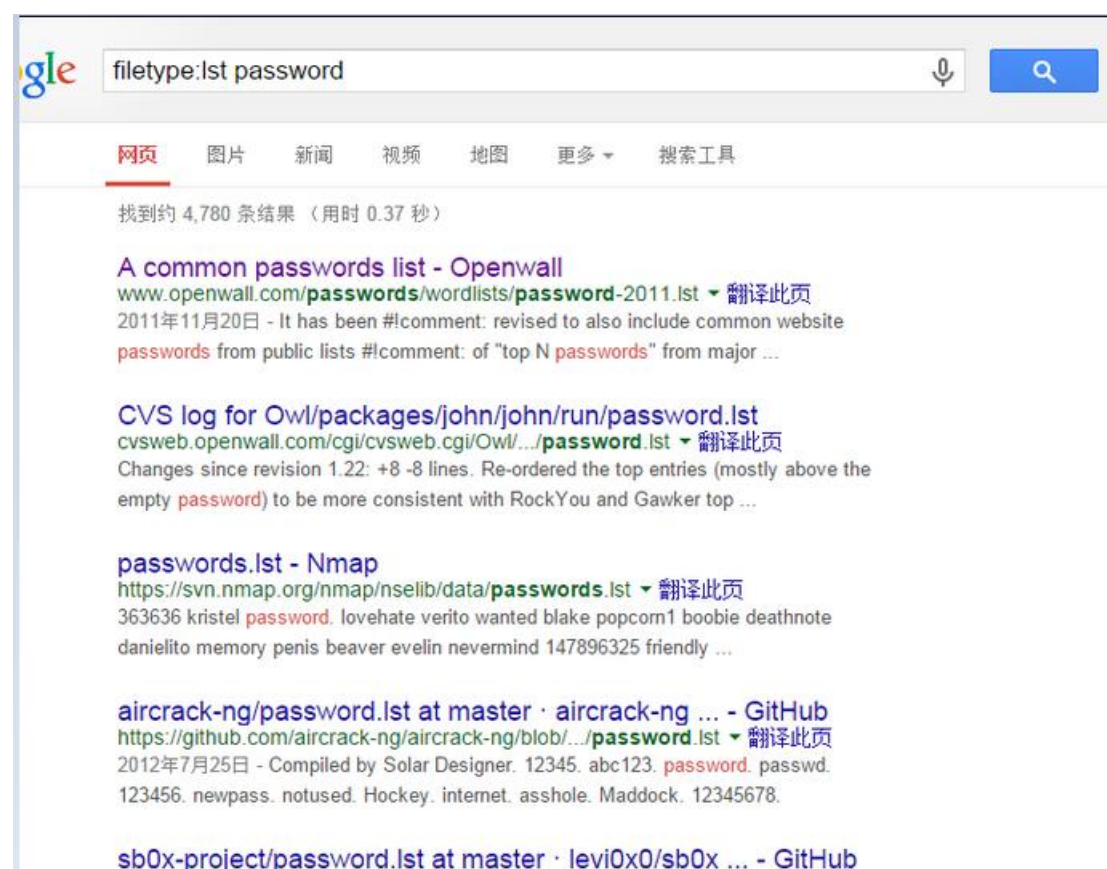 gle
filetype:lst password
网页 图片 新闻 视频 地图 更多 搜索工具
找到约 4,780 条结果 （用时 0.37 秒）
A common passwords list - Openwall
www.openwall.com/passwords/wordlists/password-2011.lst 翻译此页
2011年11月20日 - It has been #!comment: revised to also include common website
passwords from public lists #!comment: of "top N passwords" from major ...
CVS log for Owl/packages/john/john/run/password.lst
cvsweb.openwall.com/cgi/cvsweb.cgi/Owl/.../password.lst 翻译此页
Changes since revision 1.22: +8 -8 lines. Re-ordered the top entries (mostly above the
empty password) to be more consistent with RockYou and Gawker top ...
passwords.lst - Nmap
https://svn.nmap.org/nmap/nselib/data/passwords.lst 翻译此页
363636 kristel password. lovehate verito wanted blake popcorn1 boobie deathnote
danielito memory penis beaver evelin nevermind 147896325 friendly ...
aircrack-ng/password.lst at master · aircrack-ng ... - GitHub
https://github.com/aircrack-ng/aircrack-ng/blob/.../password.lst 翻译此页
2012年7月25日 - Compiled by Solar Designer. 12345. abc123. password. passwd.
123456. newpass. notused. Hockey. internet. asshole. Maddock. 12345678.
sb0x-project/password.lst at master · levi0x0/sb0x ... - GitHub